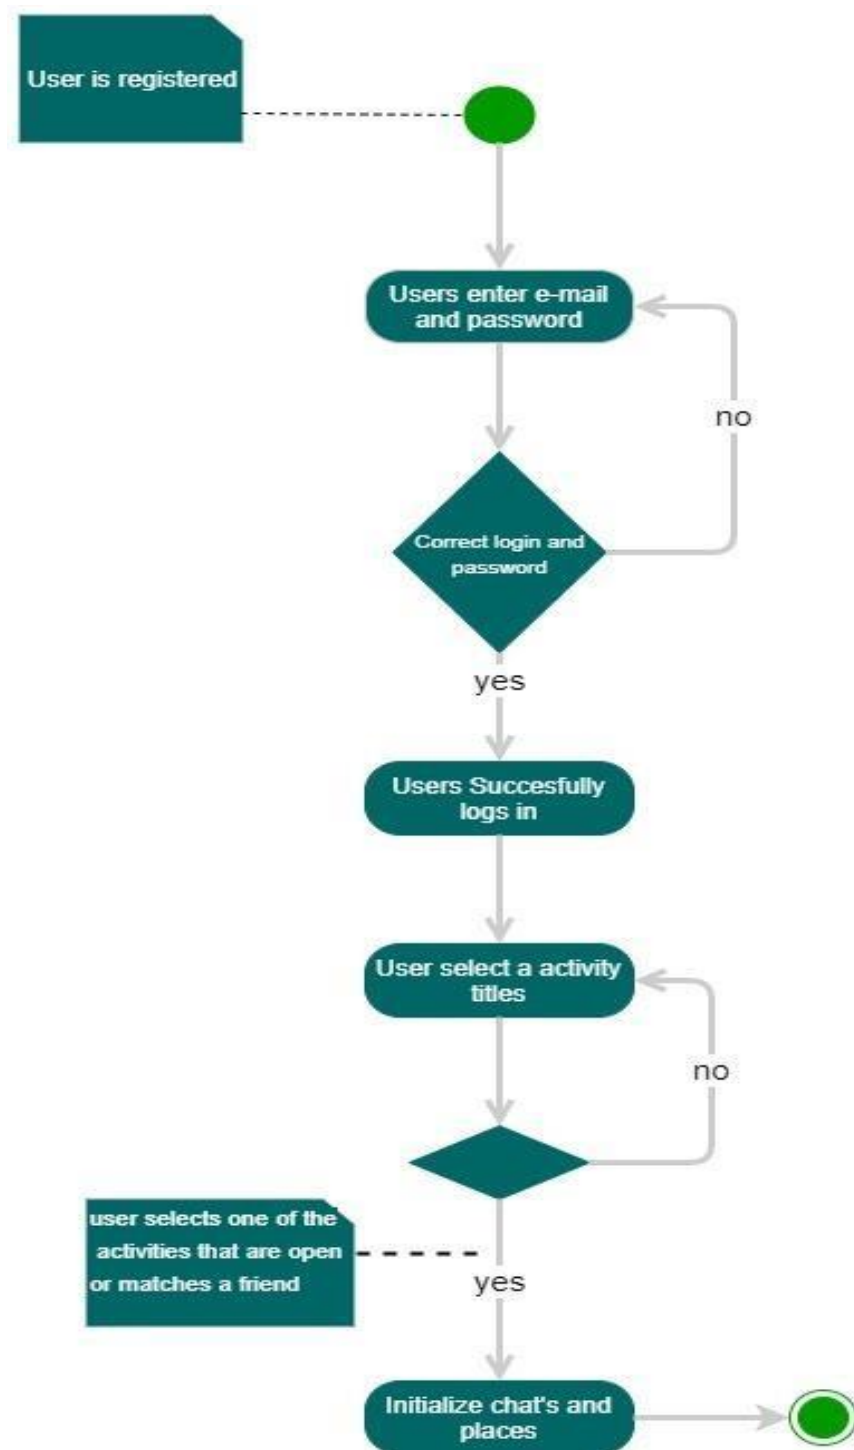 User is registered
Users enter e-mail
and password
no
Correct login and
password
yes
Users Succesfully
logs in
User select a activity
titles
no
user selects one of the
activities that are open
or matches a friend
yes
Initialize chat's and
places